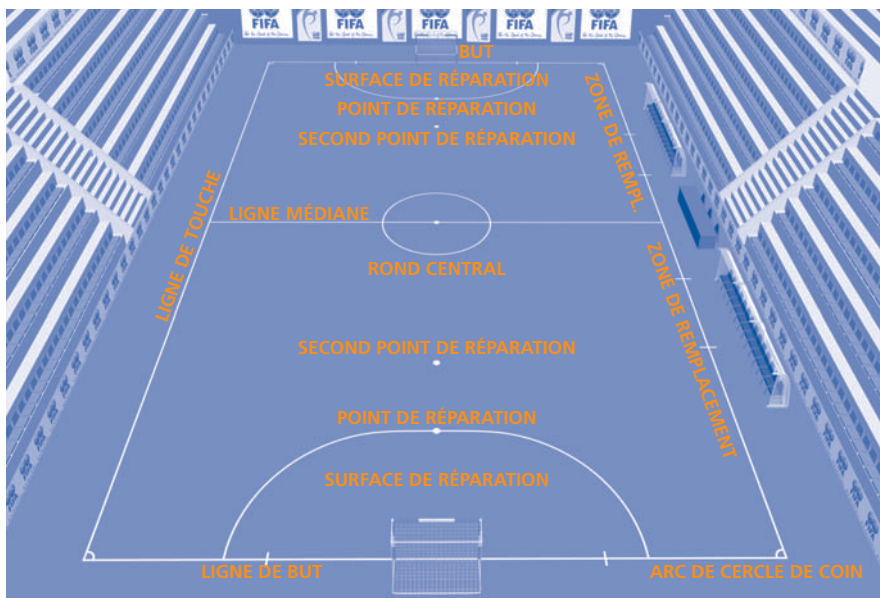 FIFA FIFA FIFA FIFA FIFA
BUT
SURFACE DE RÉPARATION
POINT DE RÉPARATION
SECOND POINT DE RÉPARATION
ZONE DE REMPL.
LIGNE DE TOUCHE
LIGNE MÉDIANE
ROND CENTRAL
ZONE DE REMPLACEMENT
SECOND POINT DE RÉPARATION
POINT DE RÉPARATION
SURFACE DE RÉPARATION
LIGNE DE BUT
ARC DE CERCLE DE COIN